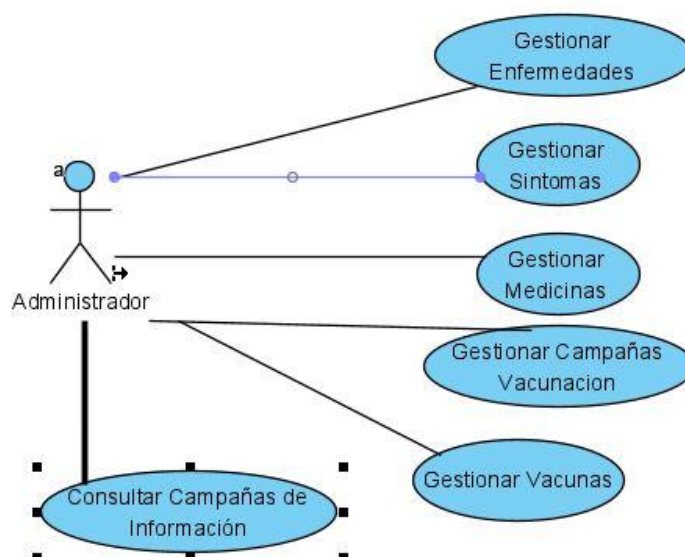 Gestionar
Enfermedades
a
Gestionar
Sintomas
Gestionar
Medicinas
Administrador
Gestionar Campañas
Vacunacion
Gestionar Vacunas
Consultar Campañas de
Información